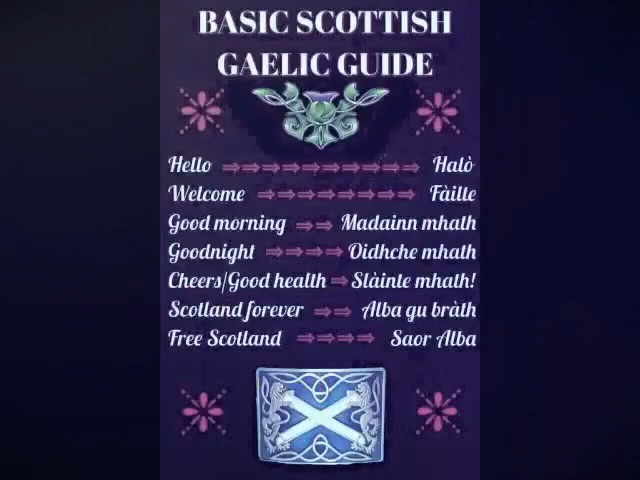 BASIC SCOTTISH
GAELIC GUIDE
Hello ⇒⇒⇒⇒⇒⇒⇒⇒⇒⇒ Halò
Welcome ⇒⇒⇒⇒⇒⇒⇒⇒ Fàilte
Good morning ⇒⇒ Madainn mhath
Goodnight ⇒⇒⇒⇒ Oidhche mhath
Cheers/Good health ⇒ Slàinte mhath!
Scotland forever ⇒⇒ Alba gu bràth
Free Scotland ⇒⇒⇒⇒ Saor Alba